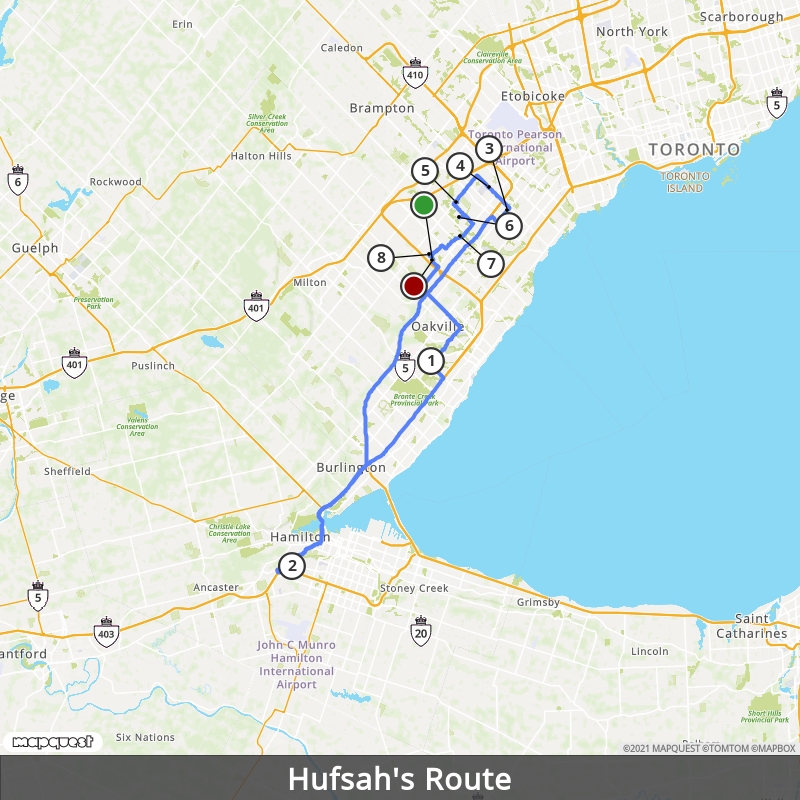 Scarborough
Erin
North York
Caledon
Claireville
Conservation Area
410
Etobicoke
5
Brampton
Silver Creek
Conservation
Area
Toronto Pearson
International
Airport
3
TORONTO
Halton Hills
4
TORONTO
ISLAND
5
6
Rockwood
6
Guelph
8
7
Milton
Preservation
Park
401
Oakville
401
Puslinch
5
1
ge
Bronte Creek
Provincial Park
Valens
Conservation
Area
Sheffield
Burlington
Christie Lake
Conservation
Area
Hamilton
2
Ancaster
Stoney Creek
5
Grimsby
403
20
Saint
Catharines
antford
John C Munro
Hamilton
International
Airport
Lincoln
Short Hills
Provincial Park
Six Nations
mapquest
©2021 MAPQUEST ©TOMTOM ©MAPBOX
Hufsah's Route